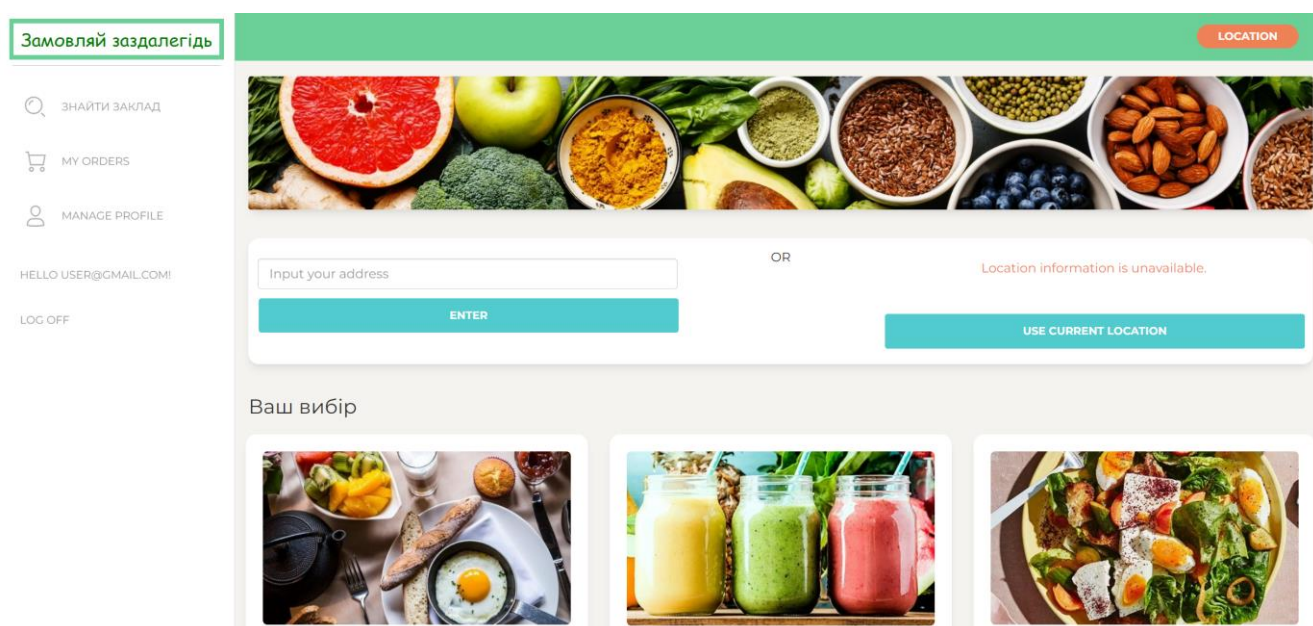 Замовляй заздалегідь
LOCATION
ЗНАЙТИ ЗАКЛАД
MY ORDERS
MANAGE PROFILE
HELLO USER@GMAIL.COM!
LOG OFF
OR
Input your address
Location information is unavailable.
ENTER
USE CURRENT LOCATION
Ваш вибір